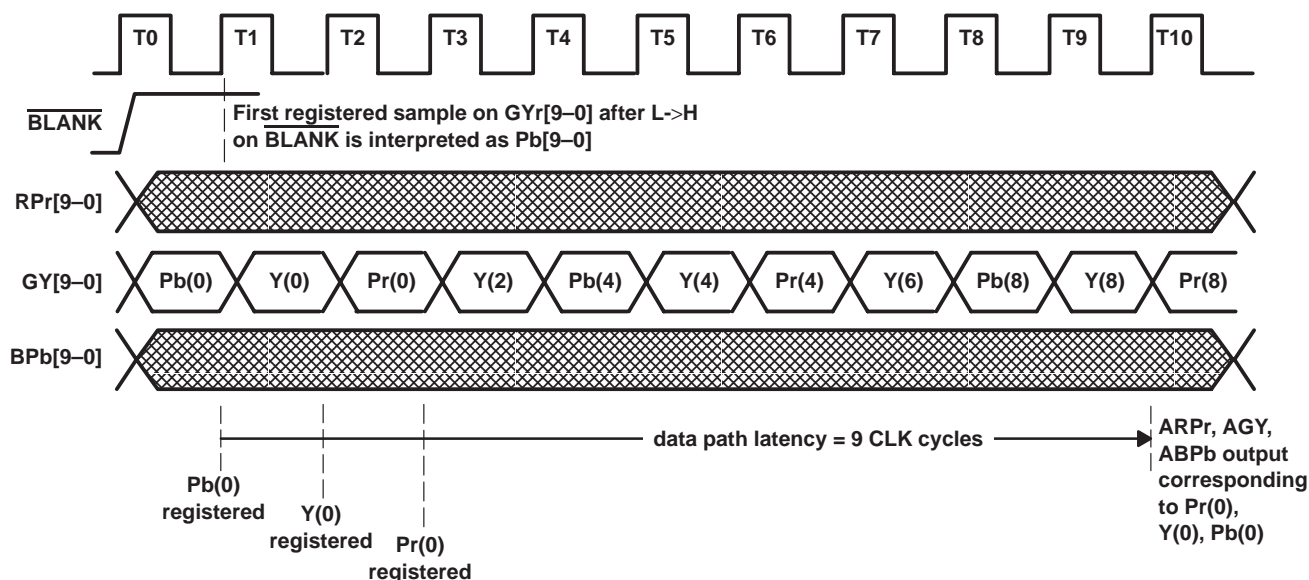 T0 T1 T2 T3 T4 T5 T6 T7 T8 T9 T10
BLANK
First registered sample on GYr[9–0] after L->H
on BLANK is interpreted as Pb[9–0]
RPr[9–0]
GY[9–0] Pb(0) Y(0) Pr(0) Y(2) Pb(4) Y(4) Pr(4) Y(6) Pb(8) Y(8) Pr(8)
BPb[9–0]
data path latency = 9 CLK cycles
ARPr, AGY,
ABPb output
corresponding
to Pr(0),
Y(0), Pb(0)
Pb(0)
registered
Y(0)
registered
Pr(0)
registered